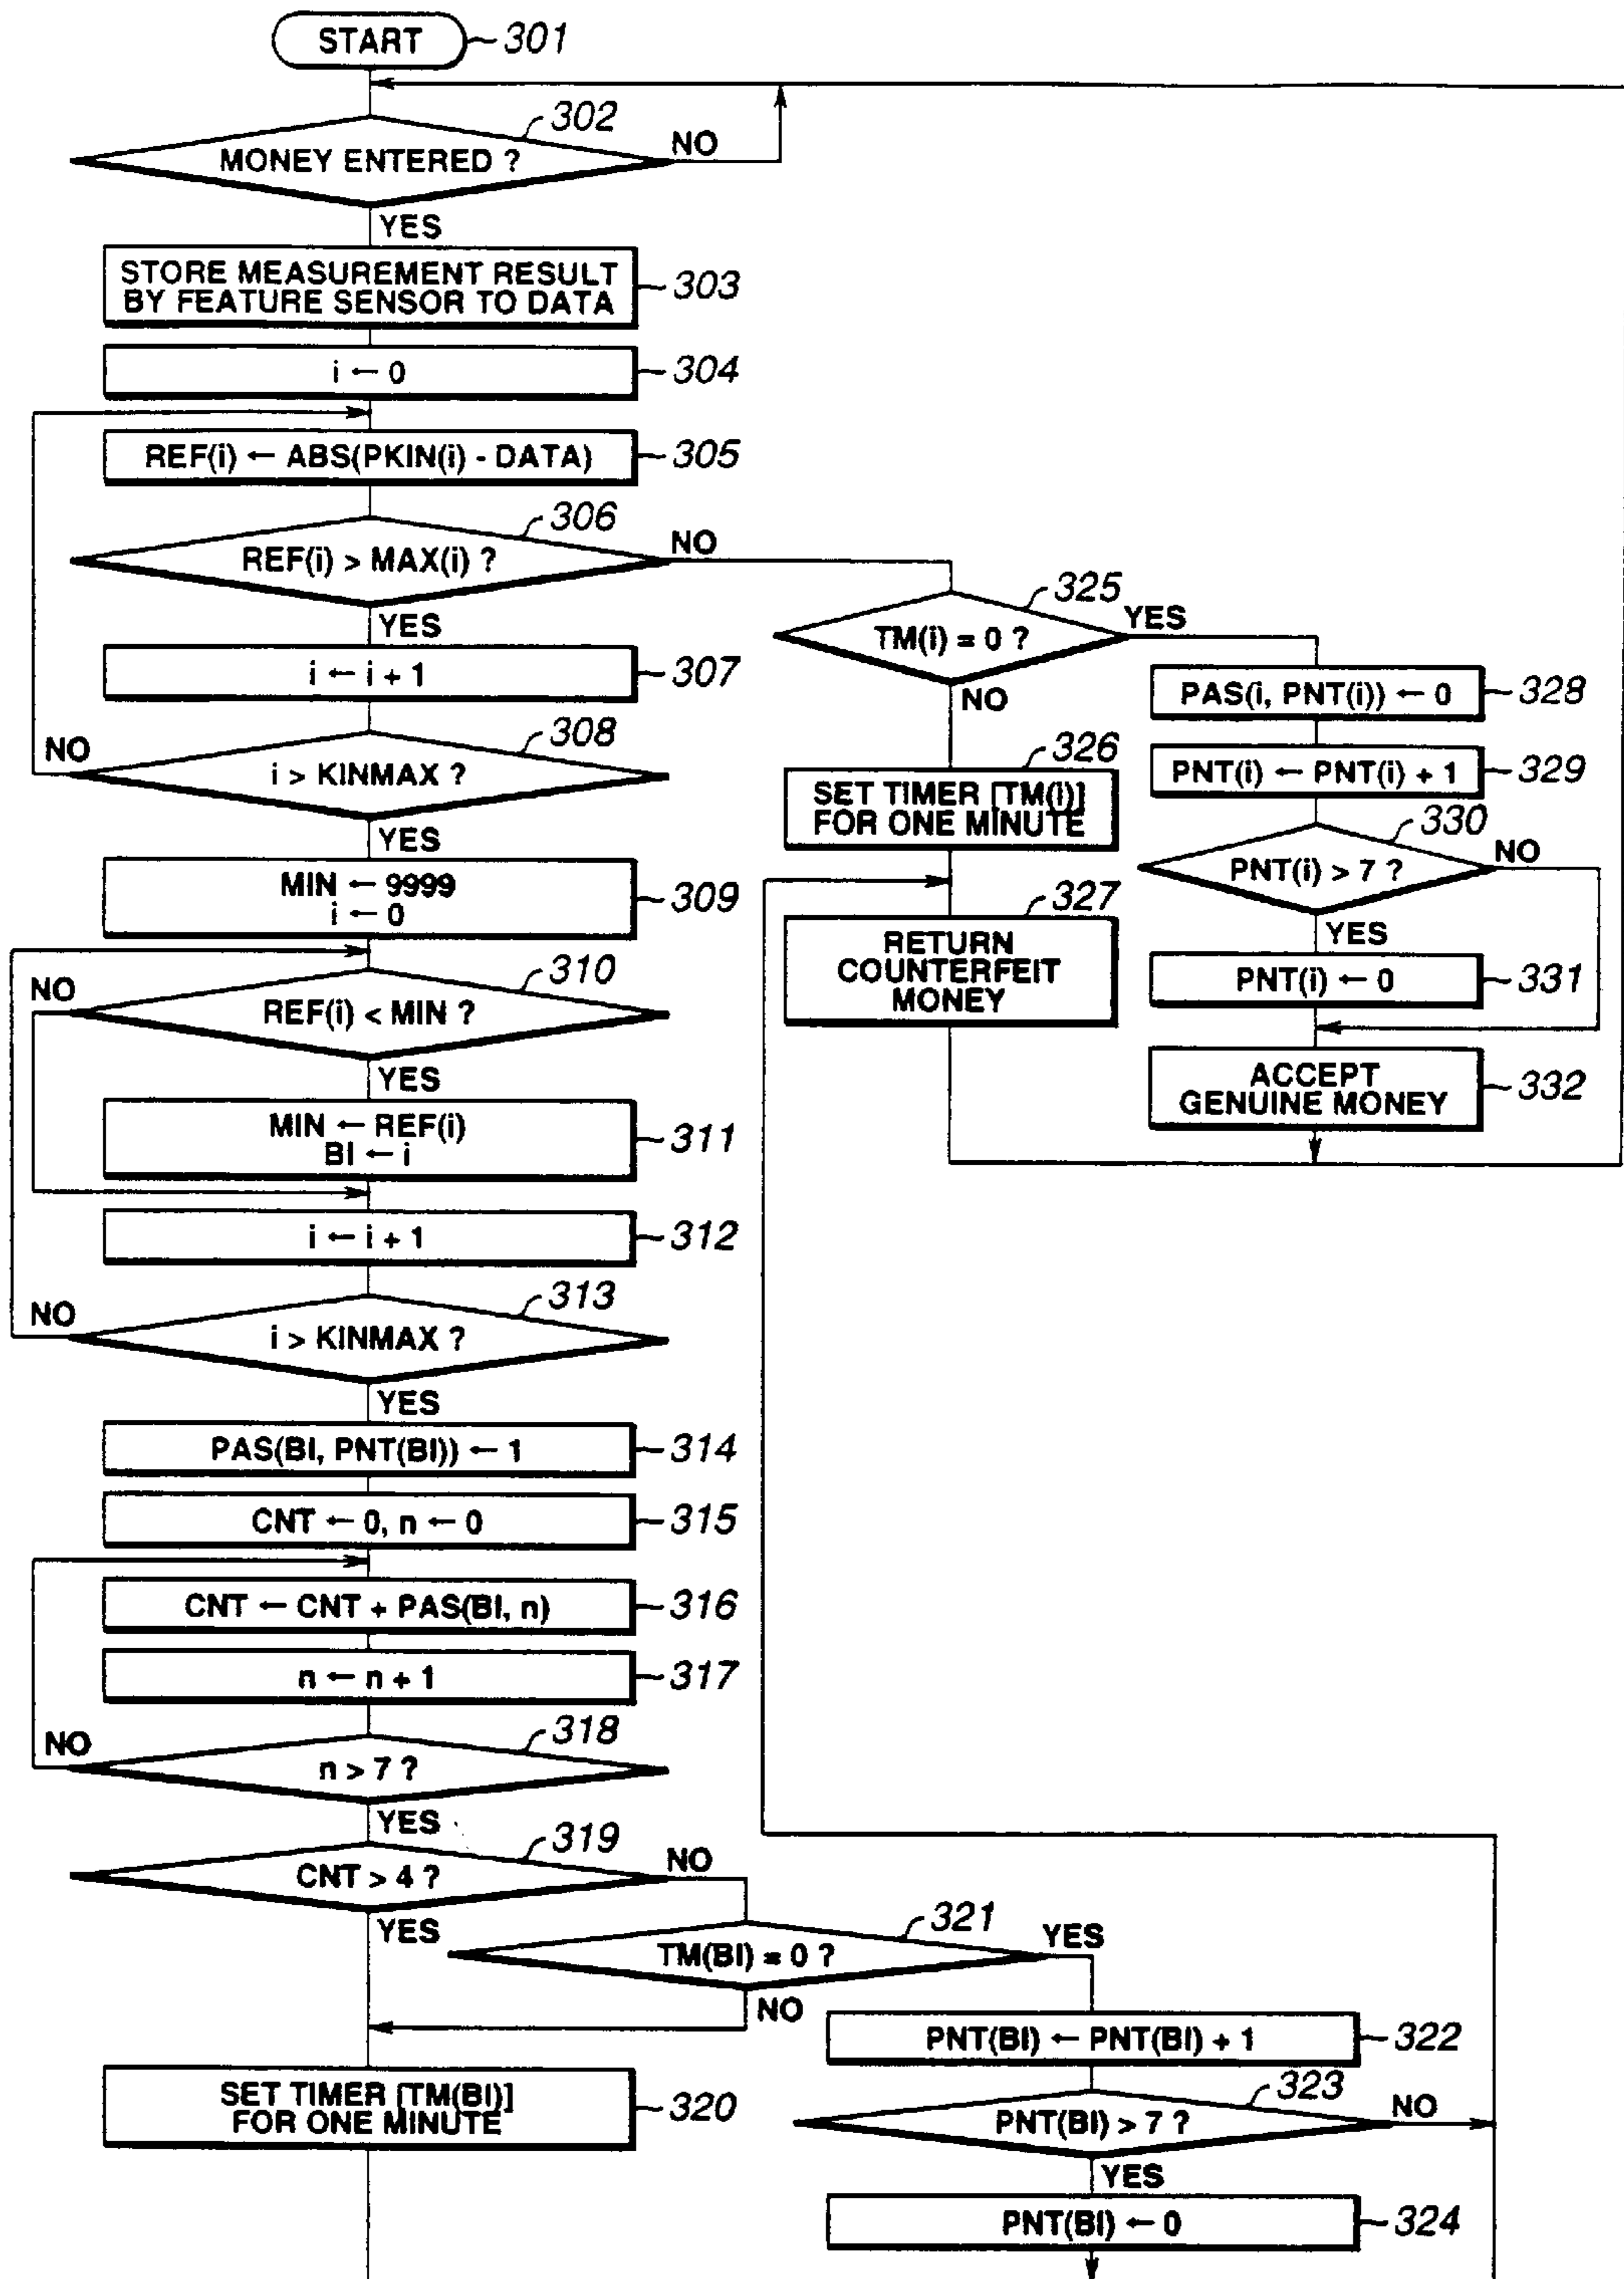 START
301
302
MONEY ENTERED ?
NO
YES
STORE MEASUREMENT RESULT
BY FEATURE SENSOR TO DATA
303
i ← 0
304
REF(i) ← ABS(PKIN(i) - DATA)
305
306
REF(i) > MAX(i) ?
NO
YES
i ← i + 1
307
308
NO
i > KINMAX ?
YES
MIN ← 9999
i ← 0
309
310
NO
REF(i) < MIN ?
YES
MIN ← REF(i)
BI ← i
311
i ← i + 1
312
313
NO
i > KINMAX ?
YES
PAS(BI, PNT(BI)) ← 1
314
CNT ← 0, n ← 0
315
CNT ← CNT + PAS(BI, n)
316
n ← n + 1
317
318
NO
n > 7 ?
YES
319
CNT > 4 ?
NO
YES
SET TIMER [TM(BI)]
FOR ONE MINUTE
320
321
TM(BI) = 0 ?
YES
NO
PNT(BI) ← PNT(BI) + 1
322
323
PNT(BI) > 7 ?
NO
YES
PNT(BI) ← 0
324
325
TM(i) = 0 ?
YES
NO
326
SET TIMER [TM(i)]
FOR ONE MINUTE
327
RETURN
COUNTERFEIT
MONEY
PAS(i, PNT(i)) ← 0
328
PNT(i) ← PNT(i) + 1
329
330
PNT(i) > 7 ?
NO
YES
PNT(i) ← 0
331
ACCEPT
GENUINE MONEY
332